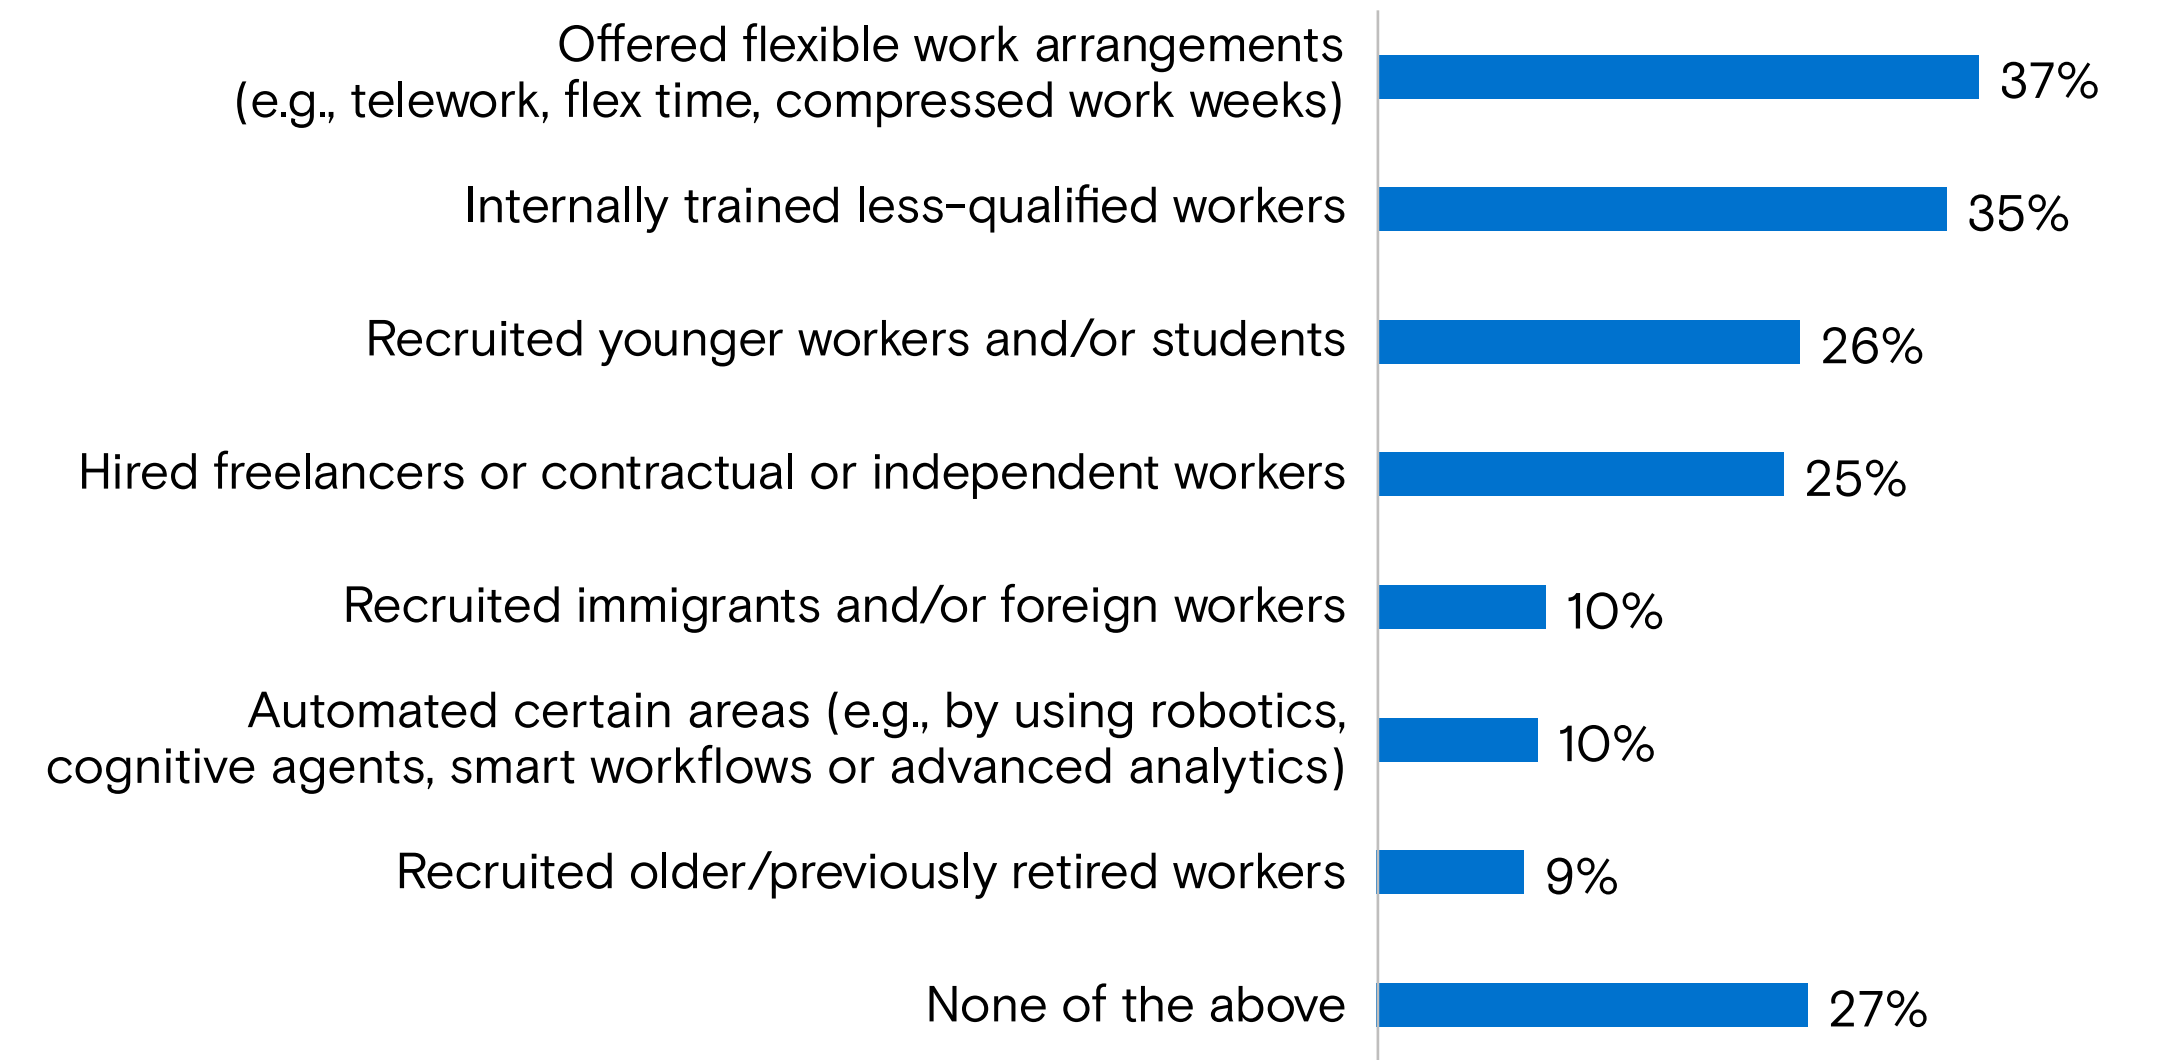 Offered flexible work arrangements
(e.g., telework, flex time, compressed work weeks)
37%
Internally trained less-qualified workers
35%
Recruited younger workers and/or students
26%
Hired freelancers or contractual or independent workers
25%
Recruited immigrants and/or foreign workers
10%
Automated certain areas (e.g., by using robotics,
cognitive agents, smart workflows or advanced analytics)
10%
Recruited older/previously retired workers
9%
None of the above
27%